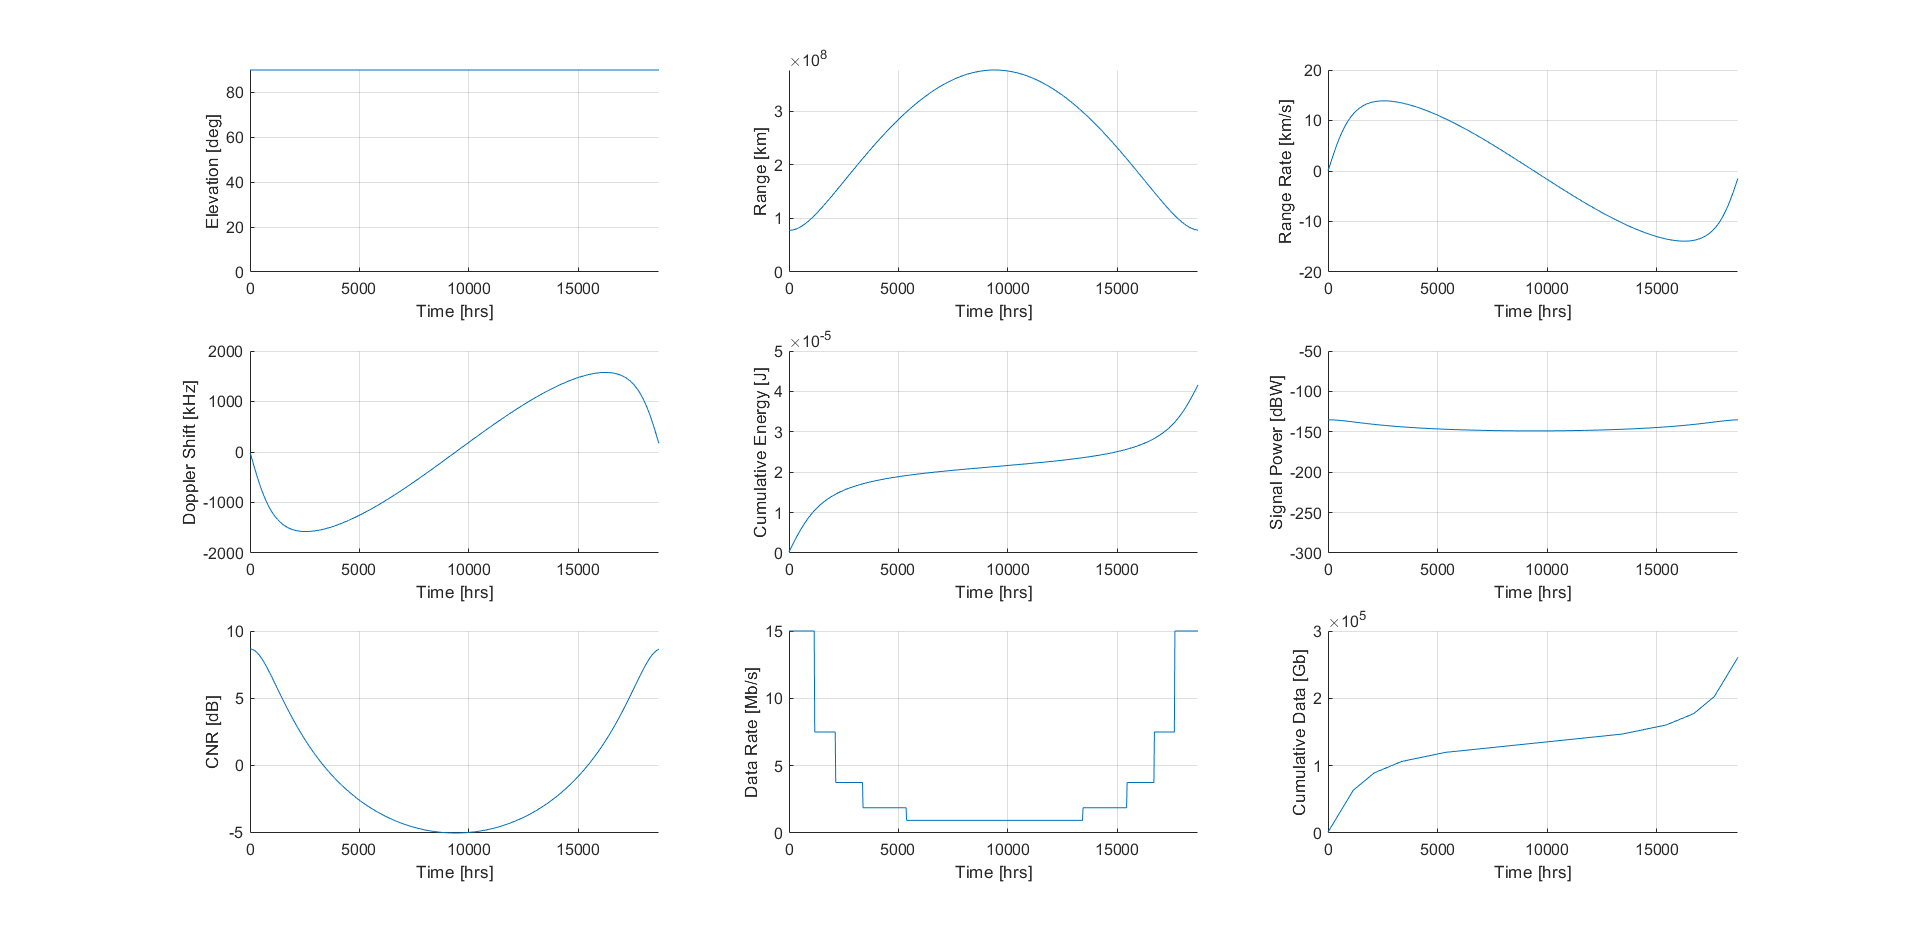 Elevation [deg]
80
60
40
20
0
0 5000 10000 15000
Time [hrs]
×10^8
Range [km]
3
2
1
0
0 5000 10000 15000
Time [hrs]
Range Rate [km/s]
20
10
0
-10
-20
0 5000 10000 15000
Time [hrs]
Doppler Shift [kHz]
2000
1000
0
-1000
-2000
0 5000 10000 15000
Time [hrs]
×10^-5
Cumulative Energy [J]
5
4
3
2
1
0
0 5000 10000 15000
Time [hrs]
Signal Power [dBW]
-50
-100
-150
-200
-250
-300
0 5000 10000 15000
Time [hrs]
CNR [dB]
10
5
0
-5
0 5000 10000 15000
Time [hrs]
Data Rate [Mb/s]
15
10
5
0
0 5000 10000 15000
Time [hrs]
×10^5
Cumulative Data [Gb]
3
2
1
0
0 5000 10000 15000
Time [hrs]